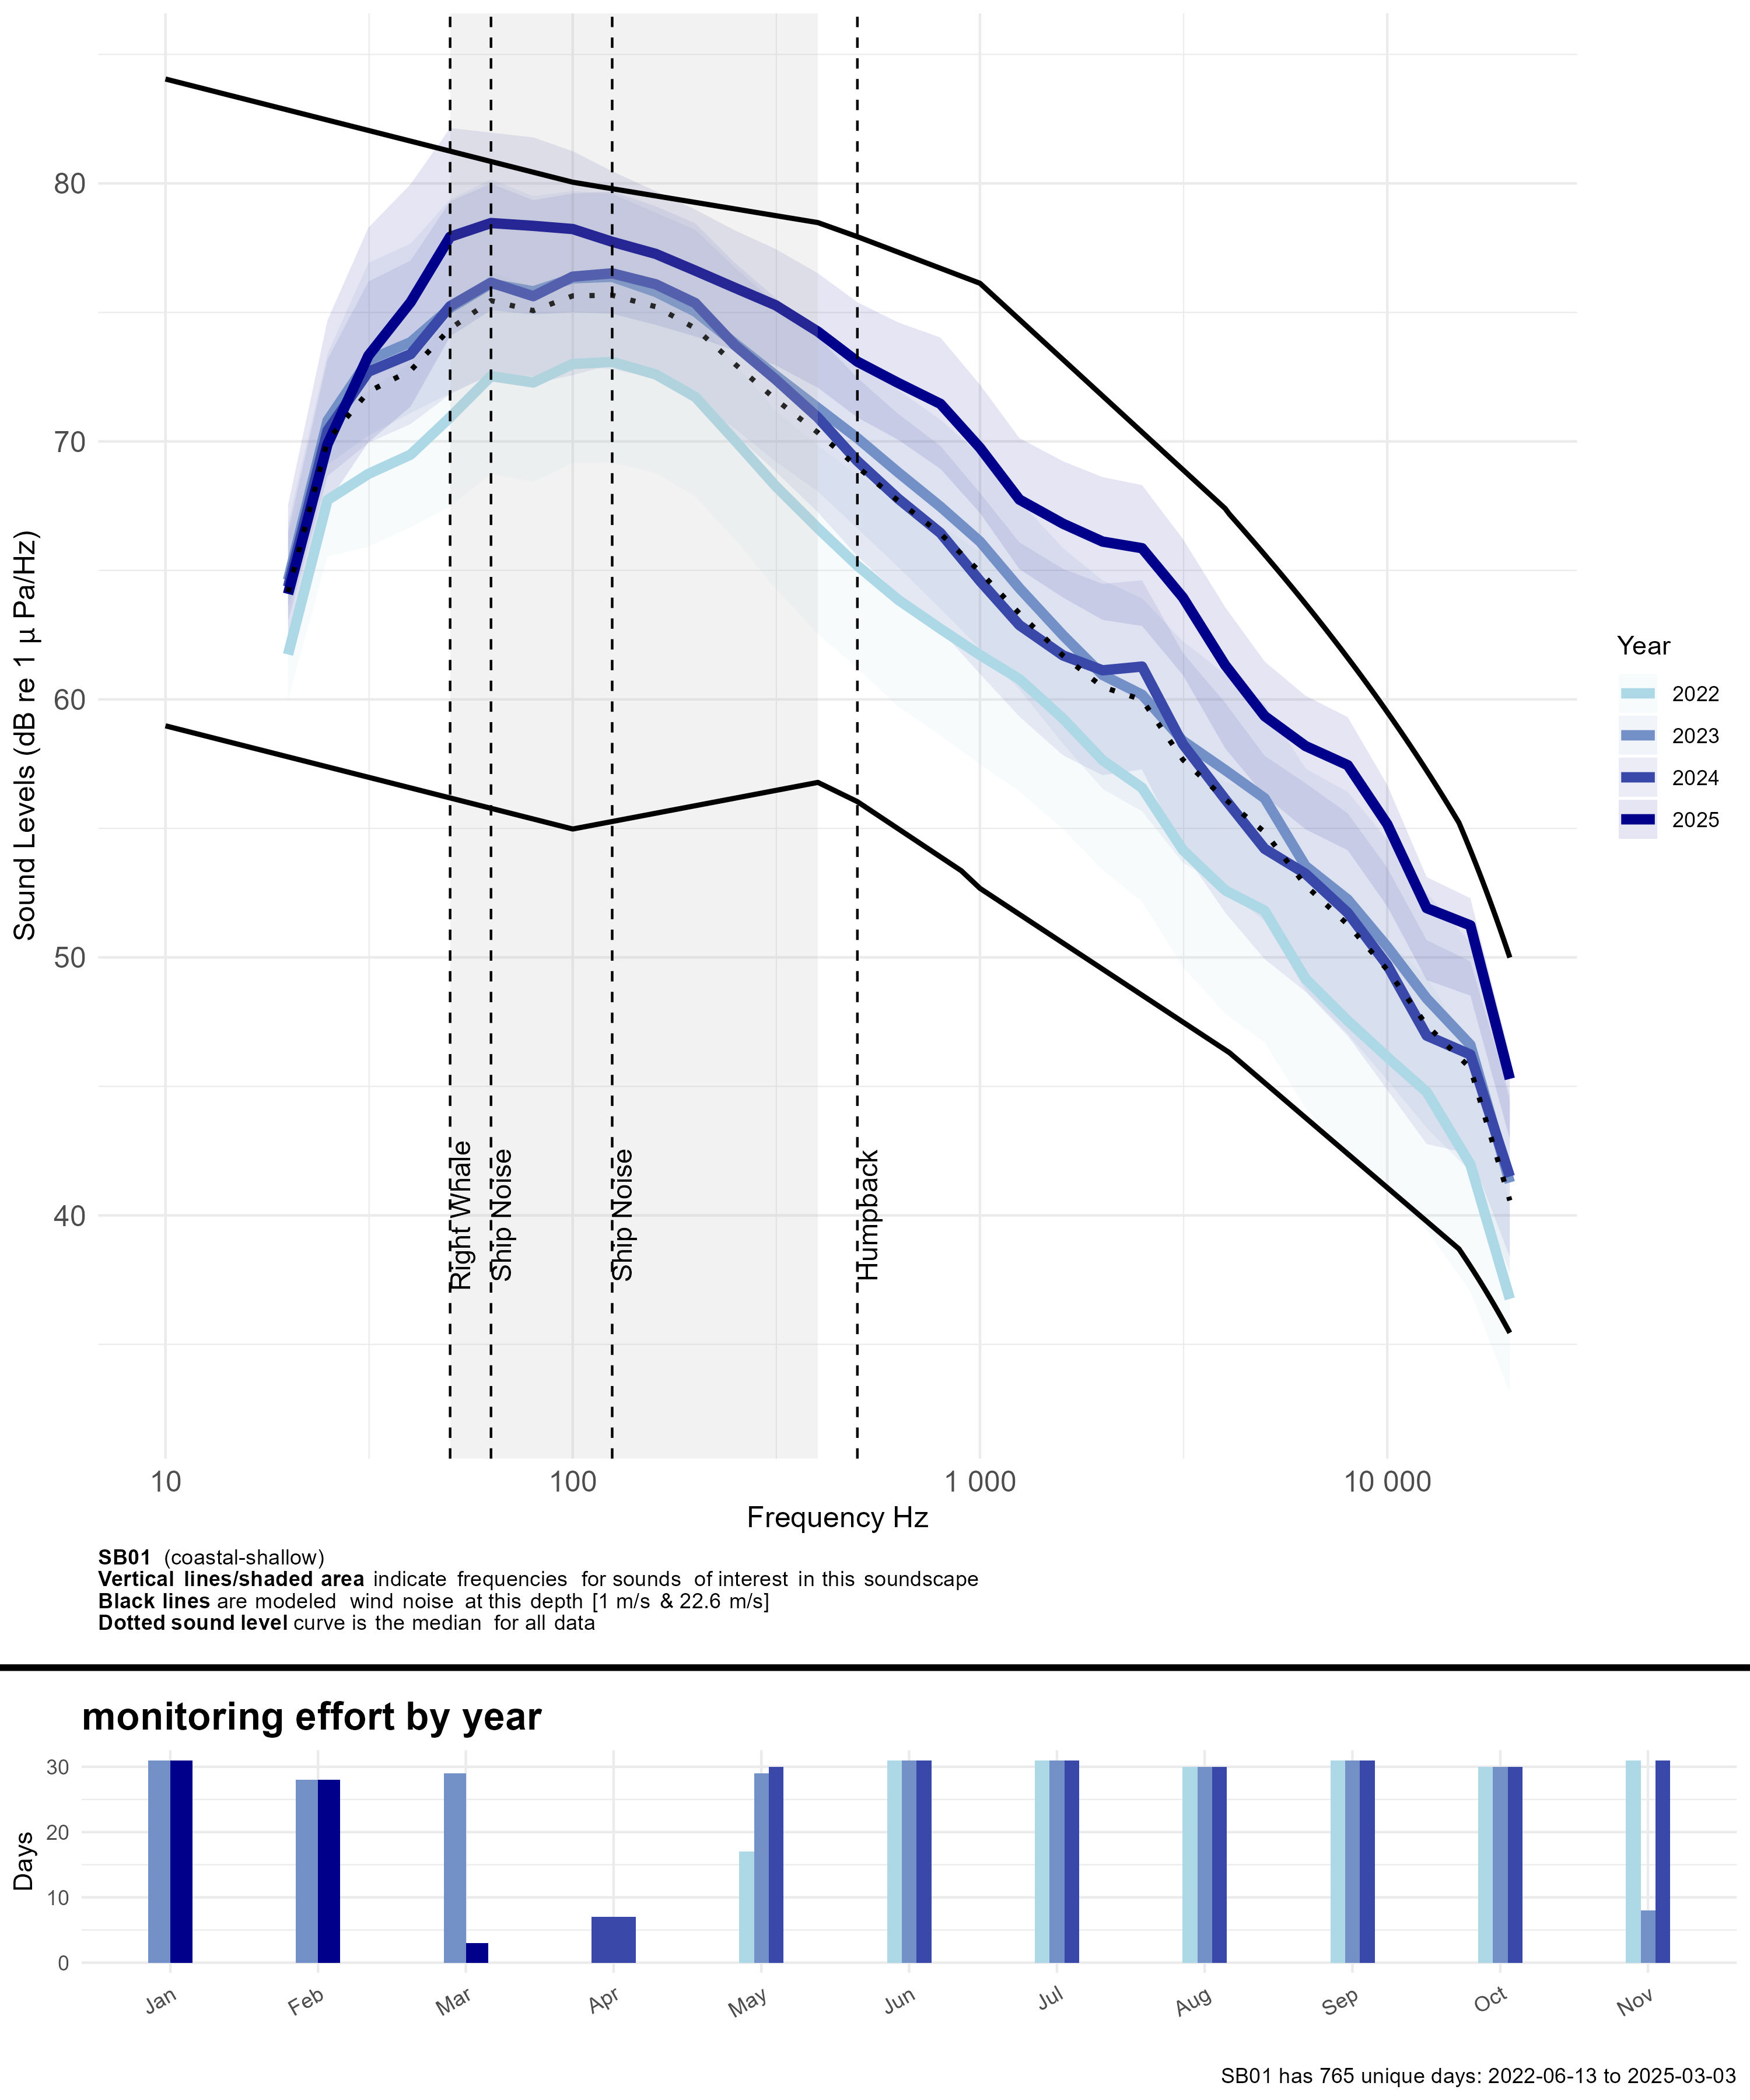 80
70
60
50
40
Sound Levels (dB re 1 µ Pa/Hz)
Right Whale
Ship Noise
Ship Noise
Humpback
10
100
1 000
10 000
Frequency Hz
Year
2022
2023
2024
2025
SB01 (coastal-shallow)
Vertical lines/shaded area indicate frequencies for sounds of interest in this soundscape
Black lines are modeled wind noise at this depth [1 m/s & 22.6 m/s]
Dotted sound level curve is the median for all data
monitoring effort by year
Days
30
20
10
0
Jan
Feb
Mar
Apr
May
Jun
Jul
Aug
Sep
Oct
Nov
SB01 has 765 unique days: 2022-06-13 to 2025-03-03